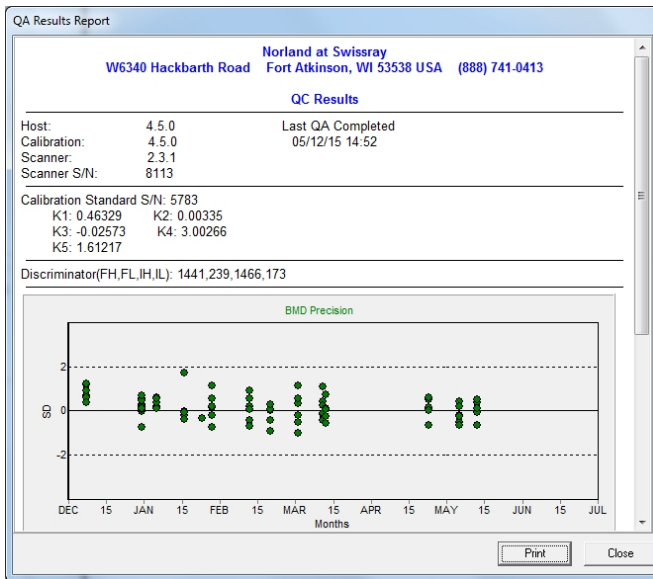 QA Results Report
Norland at Swissray
W6340 Hackbarth Road Fort Atkinson, WI 53538 USA (888) 741-0413
QC Results
Host: 4.5.0 Last QA Completed
Calibration: 4.5.0 05/12/15 14:52
Scanner: 2.3.1
Scanner S/N: 8113
Calibration Standard S/N: 5783
K1: 0.46329 K2: 0.00335
K3: -0.02573 K4: 3.00266
K5: 1.61217
Discriminator(FH,FL,IH,IL): 1441,239,1466,173
BMD Precision
2
SD 0
-2
DEC 15 JAN 15 FEB 15 MAR 15 APR 15 MAY 15 JUN 15 JUL
Months
Print Close